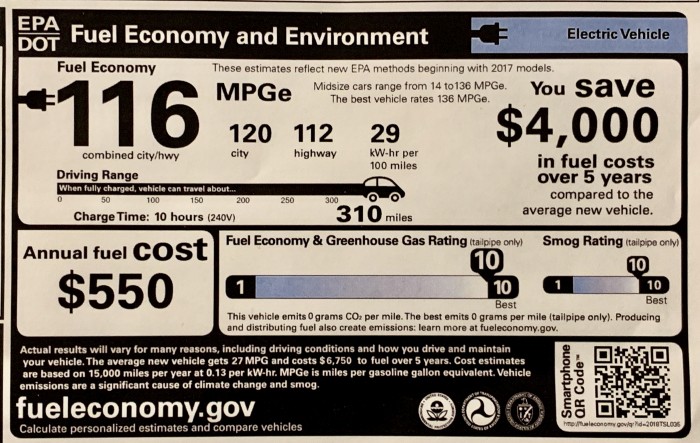 EPA
DOT
Fuel Economy and Environment
Electric Vehicle
Fuel Economy
These estimates reflect new EPA methods beginning with 2017 models.
116
MPGe
Midsize cars range from 14 to136 MPGe.
The best vehicle rates 136 MPGe.
120
112
29
combined city/hwy
city
highway
kW-hr per
100 miles
You save
$4,000
in fuel costs
over 5 years
compared to the
average new vehicle.
Driving Range
When fully charged, vehicle can travel about...
0 50 100 150 200 250 300
310 miles
Charge Time: 10 hours (240V)
Annual fuel cost
$550
Fuel Economy & Greenhouse Gas Rating (tailpipe only)
10
1
10
Best
Smog Rating (tailpipe only)
10
1
10
Best
This vehicle emits 0 grams CO₂ per mile. The best emits 0 grams per mile (tailpipe only). Producing
and distributing fuel also create emissions: learn more at fueleconomy.gov.
Actual results will vary for many reasons, including driving conditions and how you drive and maintain
your vehicle. The average new vehicle gets 27 MPG and costs $6,750 to fuel over 5 years. Cost estimates
are based on 15,000 miles per year at 0.13 per kW-hr. MPGe is miles per gasoline gallon equivalent. Vehicle
emissions are a significant cause of climate change and smog.
fueleconomy.gov
Calculate personalized estimates and compare vehicles
Smartphone
QR Code™
http://fueleconomy.gov/qr?id=2018TSL035